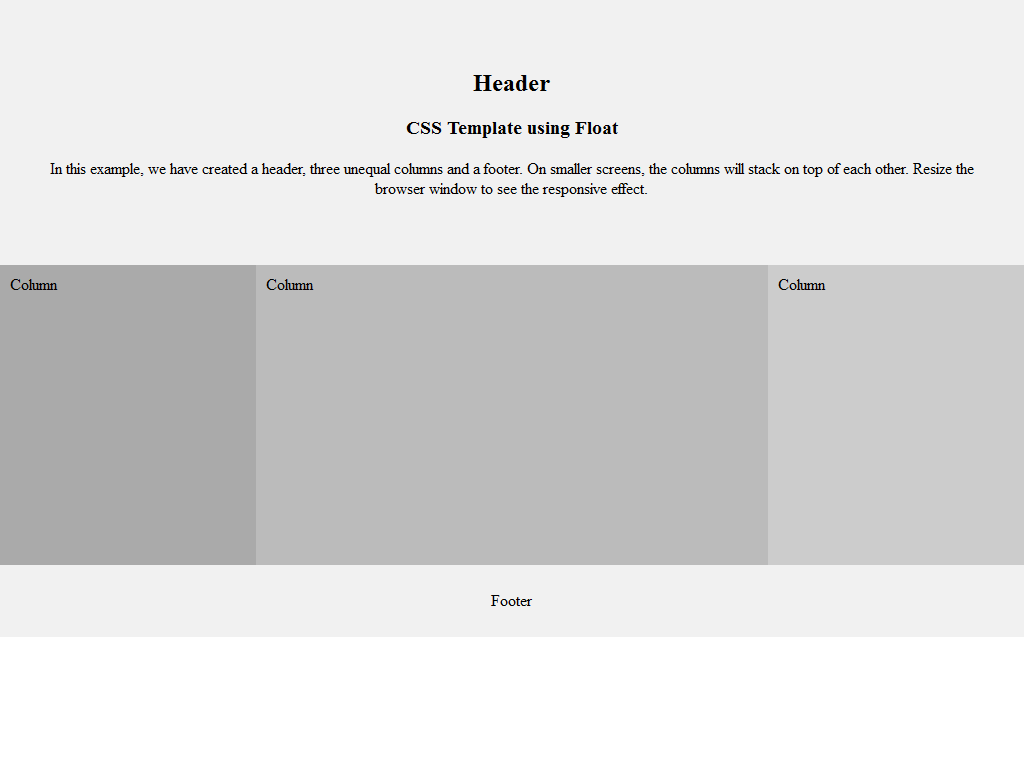 Header
CSS Template using Float
In this example, we have created a header, three unequal columns and a footer. On smaller screens, the columns will stack on top of each other. Resize the
browser window to see the responsive effect.
Column
Column
Column
Footer